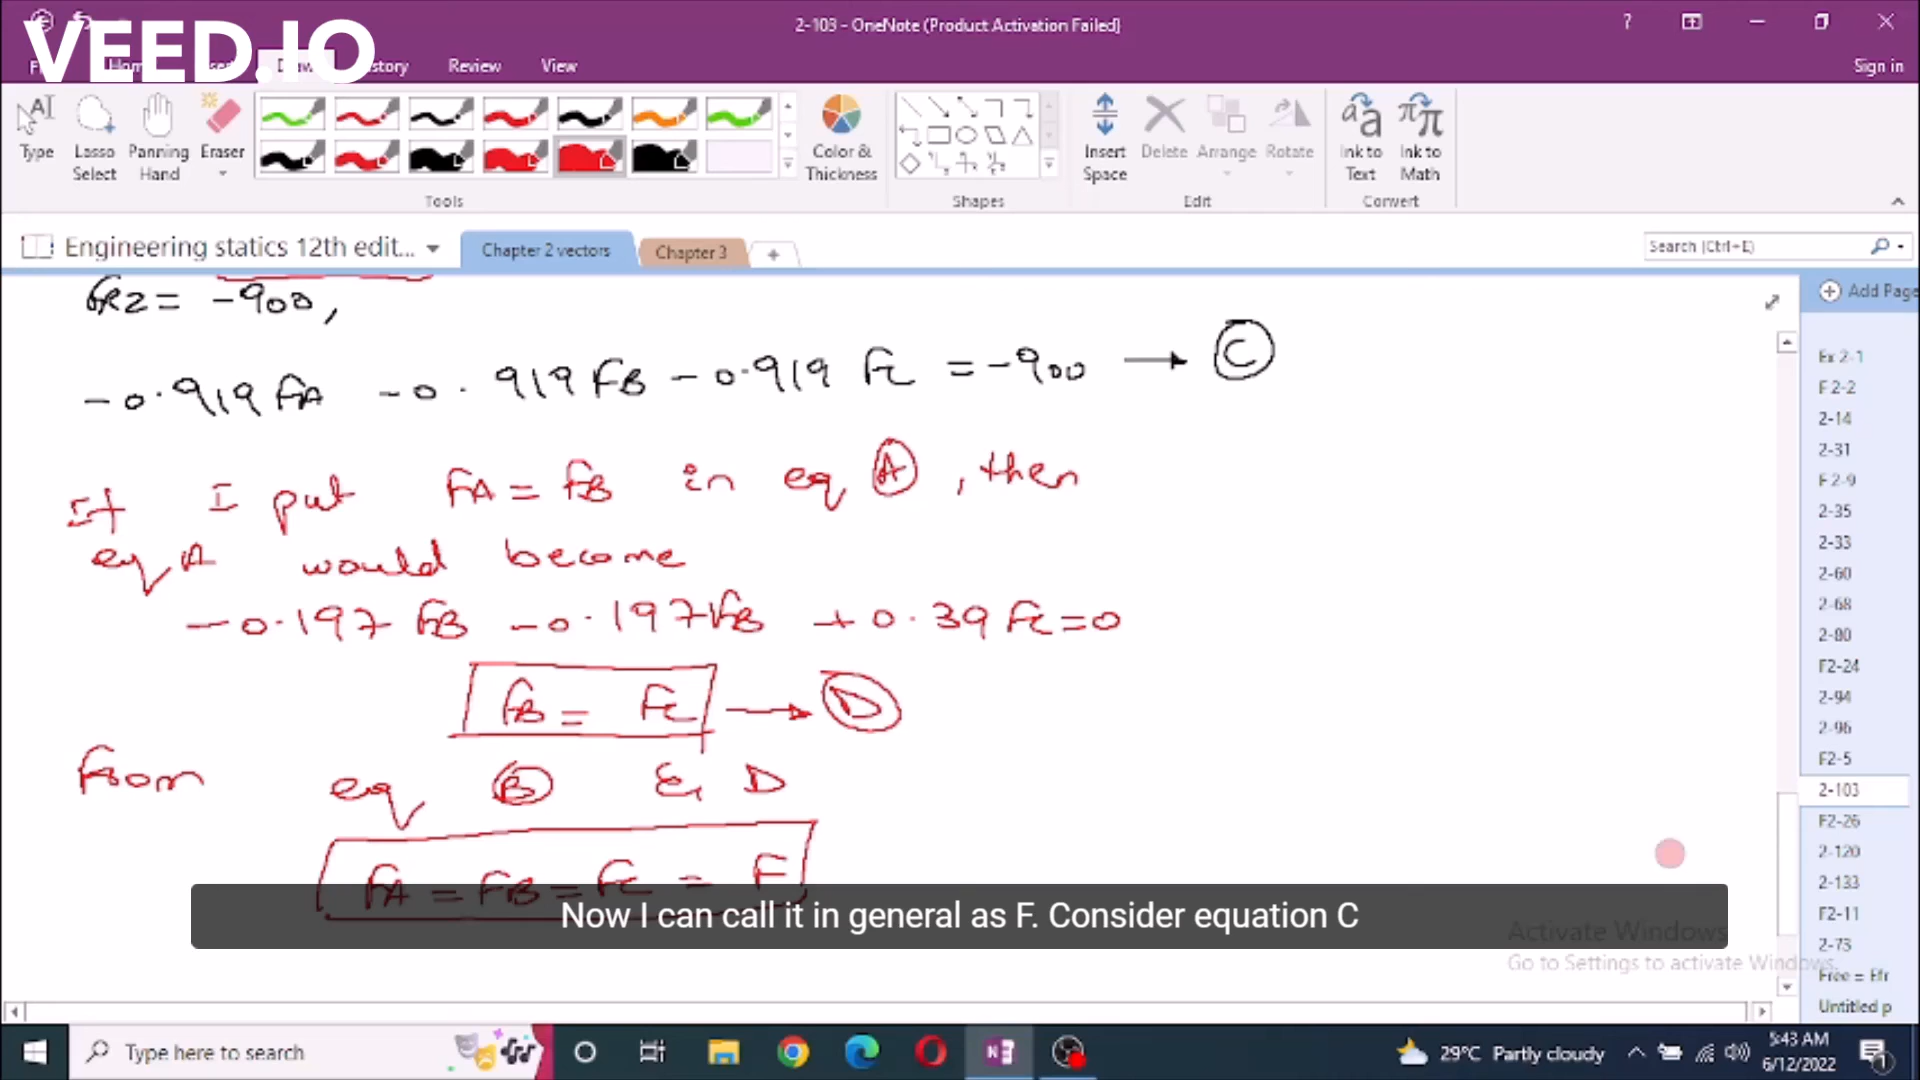 2-103 - OneNote (Product Activation Failed)
VEED.IO
Review
View
Sign in
Type
Lasso Select
Panning Hand
Eraser
Color & Thickness
Insert Space
Delete
Arrange
Rotate
Ink to Text
Ink to Math
Tools
Shapes
Edit
Convert
Engineering statics 12th edit...
Chapter 2 vectors
Chapter 3
Search (Ctrl+E)
Add Page
FRZ = -900,
-0.919 FA -0.919 FB -0.919 FC = -900 → C
If I put FA = FB in eq A, then
eq A would become
-0.197 FB -0.197 FB +0.39 FC = 0
FB = FC → D
From eq B & D
FA = FB = FC = F
Now I can call it in general as F. Consider equation C
Ex 2-1
F 2-2
2-14
2-31
F 2-9
2-35
2-33
2-60
2-68
2-80
F2-24
2-94
2-96
F2-5
2-103
F2-26
2-120
2-133
F2-11
2-73
Free = Efr
Untitled p
Activate Windows
Go to Settings to activate Windows.
Type here to search
29°C Partly cloudy
5:43 AM
6/12/2022